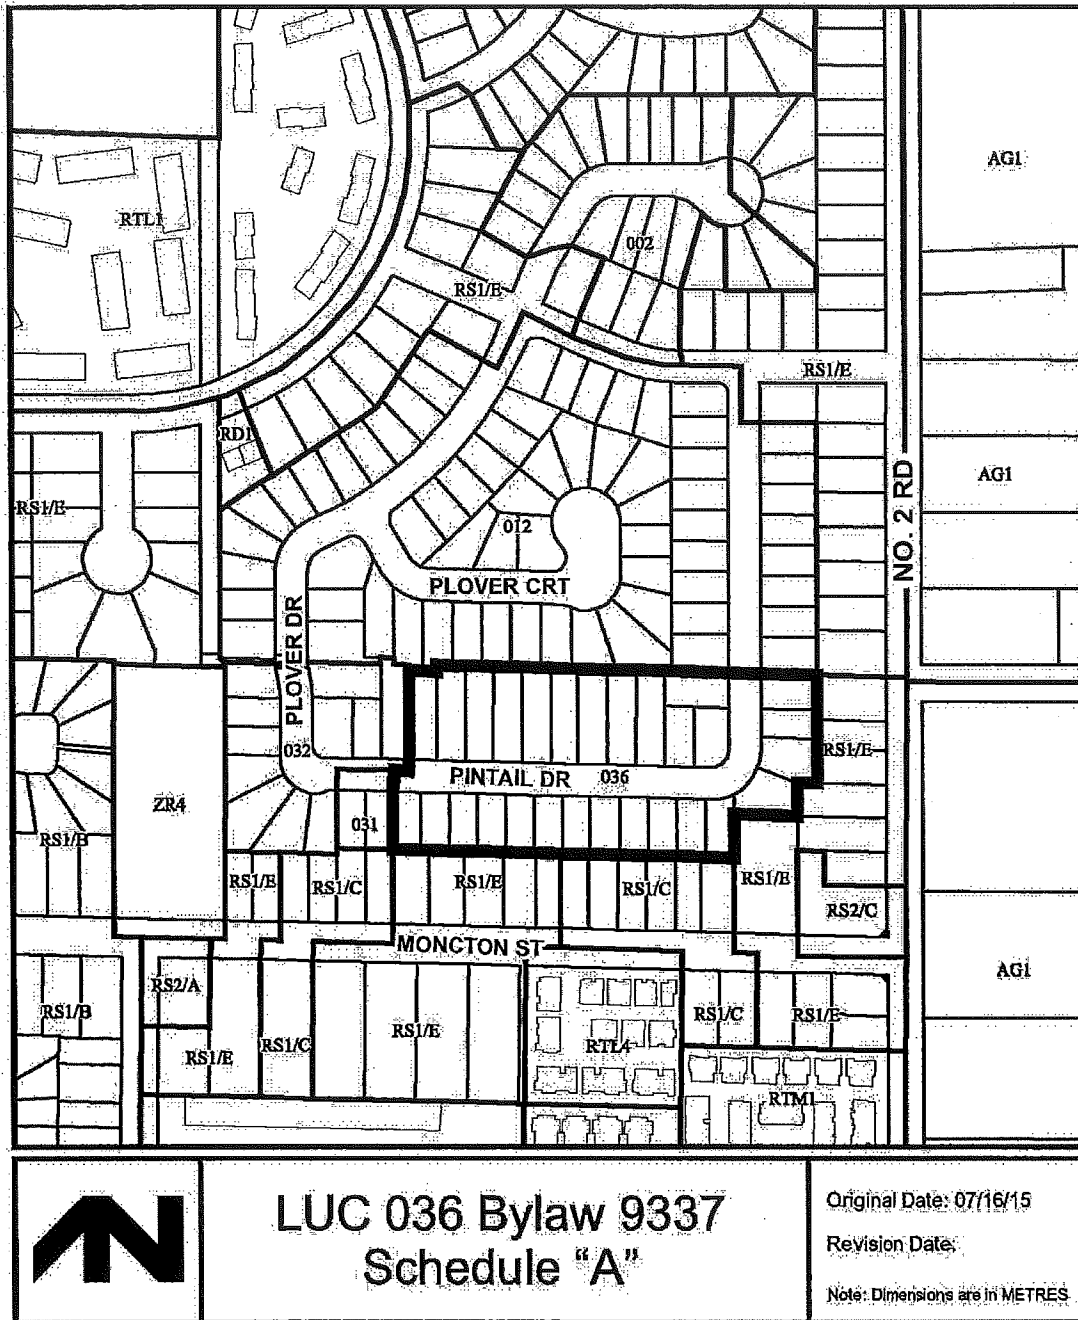 AG1
RTL1
002
RS1/E
RS1/E
RD1
AG1
RS1/E
NO. 2 RD
012
PLOVER CRT
PLOVER DR
032
RS1/E
PINTAIL DR 036
ZR4
031
RS1/B
RS1/E
RS1/C
RS1/E
RS1/C
RS1/E
RS2/C
MONCTON ST
AG1
RS2/A
RS1/B
RS1/E
RS1/C
RS1/E
RTL4
RS1/C
RS1/E
RTM1
LUC 036 Bylaw 9337
Schedule "A"
Original Date: 07/16/15
Revision Date:
Note: Dimensions are in METRES